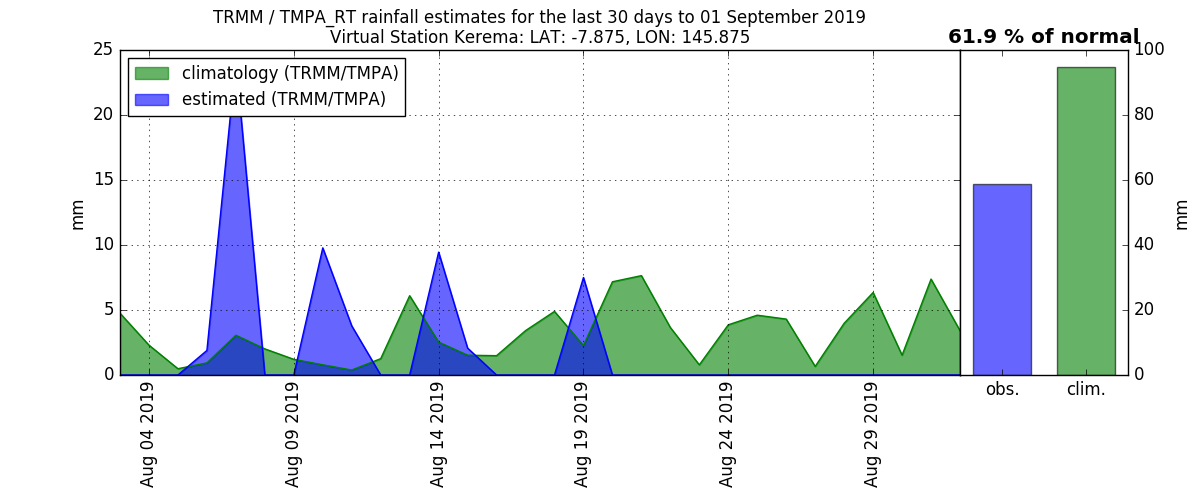 TRMM / TMPA_RT rainfall estimates for the last 30 days to 01 September 2019
Virtual Station Kerema: LAT: -7.875, LON: 145.875
61.9 % of normal
climatology (TRMM/TMPA)
estimated (TRMM/TMPA)
25
20
15
10
5
0
mm
Aug 04 2019
Aug 09 2019
Aug 14 2019
Aug 19 2019
Aug 24 2019
Aug 29 2019
100
80
60
40
20
0
mm
obs.
clim.